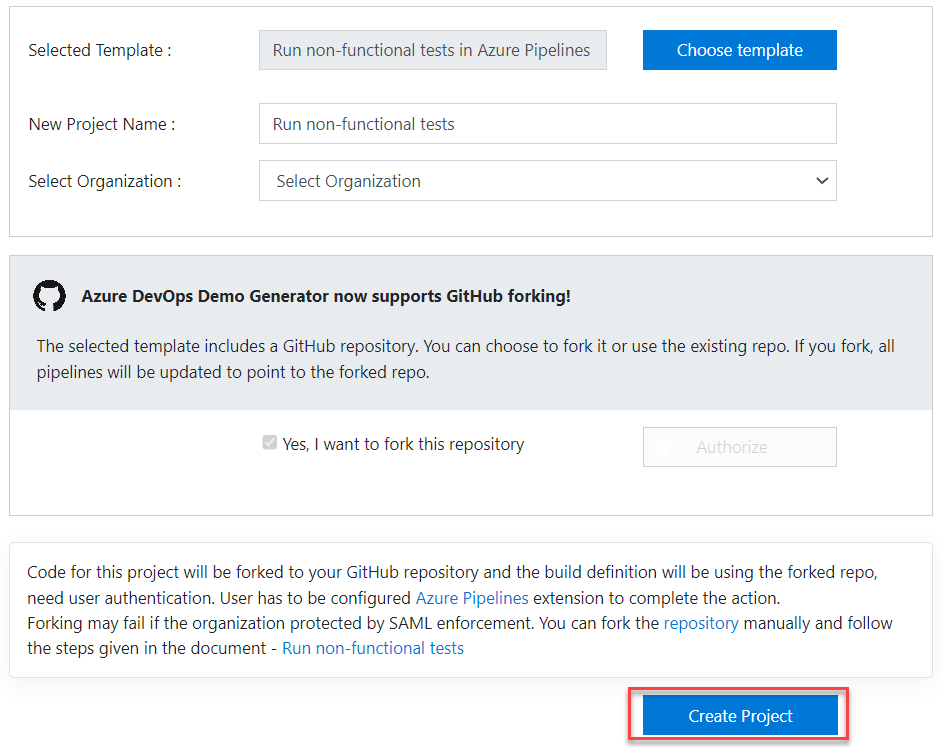 Selected Template :
Run non-functional tests in Azure Pipelines
Choose template
New Project Name :
Run non-functional tests
Select Organization :
Select Organization
Azure DevOps Demo Generator now supports GitHub forking!
The selected template includes a GitHub repository. You can choose to fork it or use the existing repo. If you fork, all
pipelines will be updated to point to the forked repo.
Yes, I want to fork this repository
Authorize
Code for this project will be forked to your GitHub repository and the build definition will be using the forked repo,
need user authentication. User has to be configured Azure Pipelines extension to complete the action.
Forking may fail if the organization protected by SAML enforcement. You can fork the repository manually and follow
the steps given in the document - Run non-functional tests
Create Project